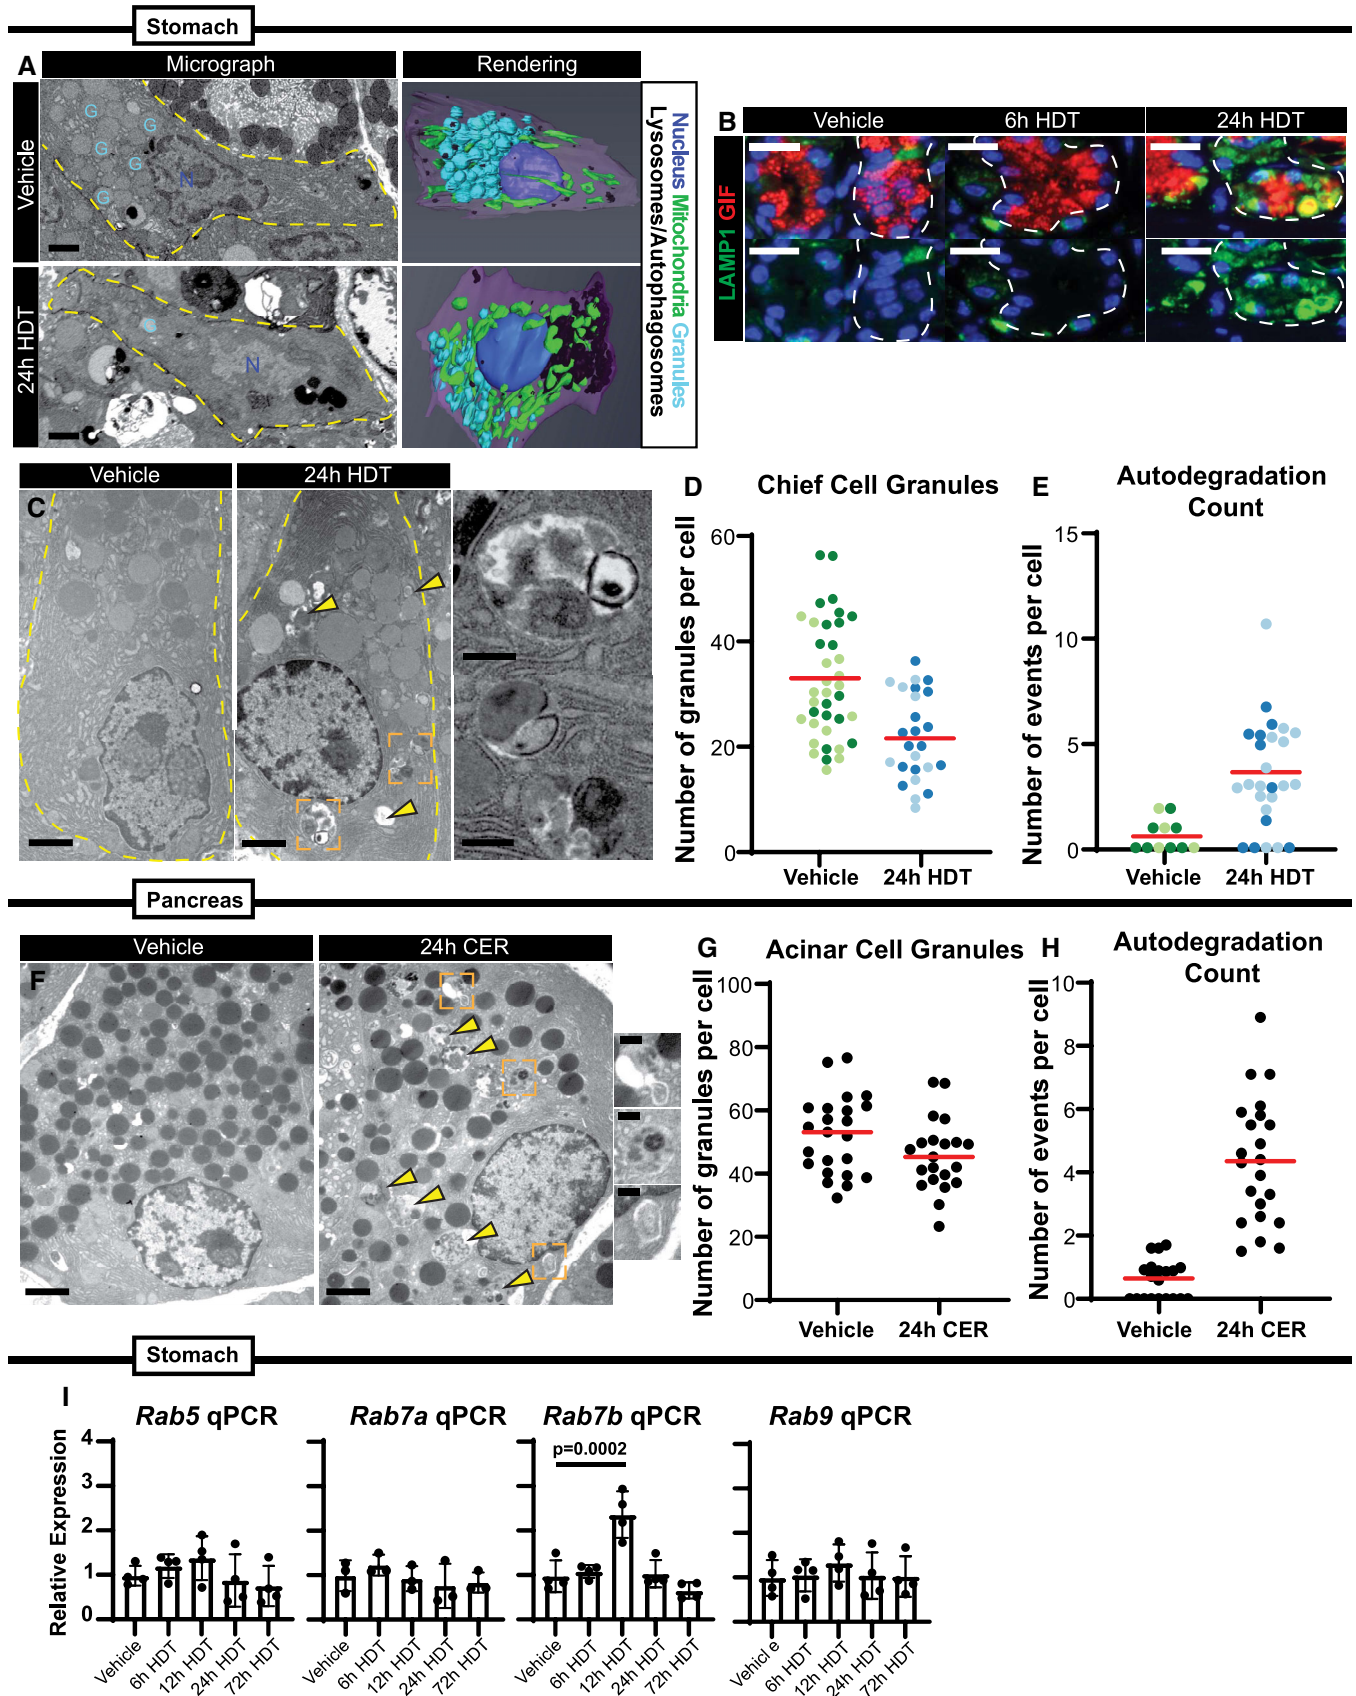 Stomach
A
Micrograph
Rendering
Vehicle
24h HDT
G
G
G
G
G
N
G
N
Nucleus Mitochondria Granules
Lysosomes/Autophagosomes
B
Vehicle
6h HDT
24h HDT
LAMP1 GIF
C
Vehicle
24h HDT
D
Chief Cell Granules
Number of granules per cell
60
40
20
0
Vehicle
24h HDT
E
Autodegradation
Count
Number of events per cell
15
10
5
0
Vehicle
24h HDT
Pancreas
F
Vehicle
24h CER
G
Acinar Cell Granules
Number of granules per cell
100
80
60
40
20
0
Vehicle
24h CER
H
Autodegradation
Count
Number of events per cell
10
8
6
4
2
0
Vehicle
24h CER
Stomach
I
Rab5 qPCR
Relative Expression
4
3
2
1
0
Vehicle
6h HDT
12h HDT
24h HDT
72h HDT
Rab7a qPCR
Vehicle
6h HDT
12h HDT
24h HDT
72h HDT
Rab7b qPCR
p=0.0002
Vehicle
6h HDT
12h HDT
24h HDT
72h HDT
Rab9 qPCR
Vehicle
6h HDT
12h HDT
24h HDT
72h HDT